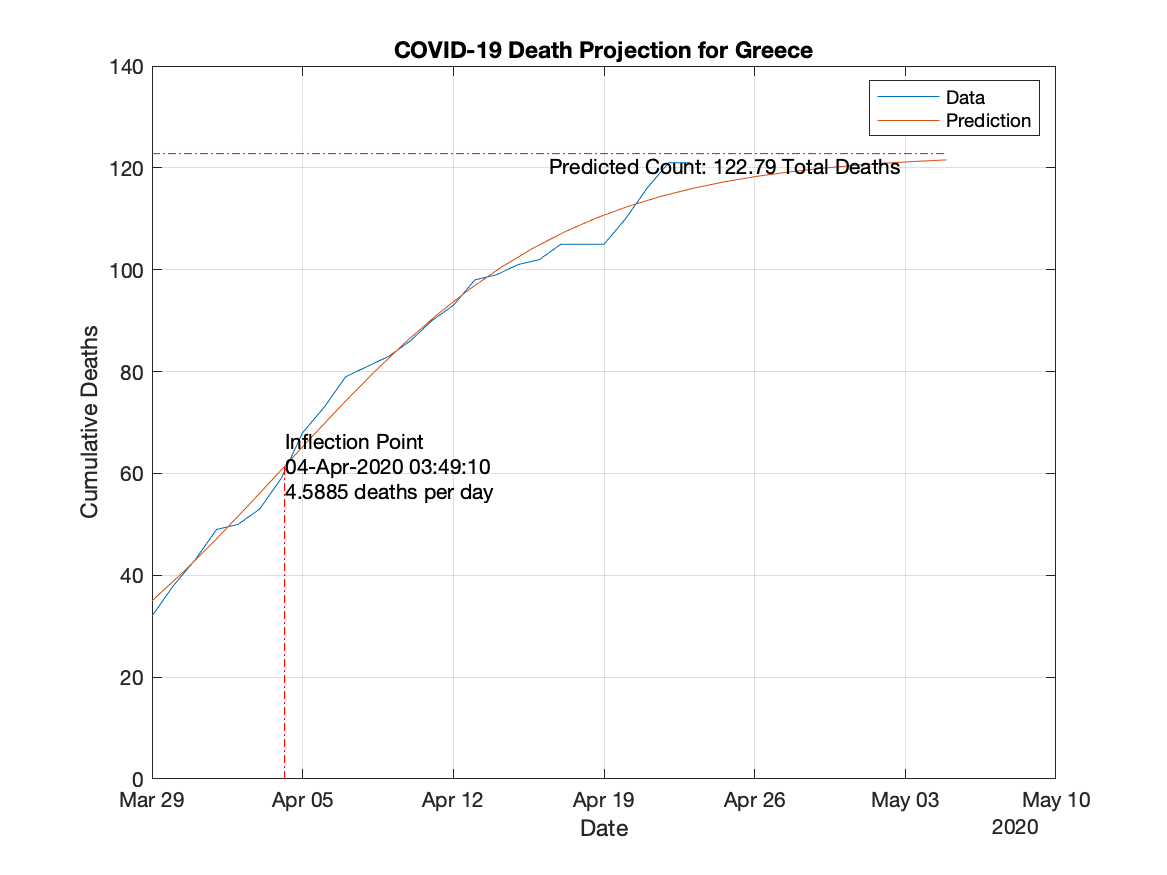 COVID-19 Death Projection for Greece
140
120
100
80
60
40
20
0
Cumulative Deaths
Data
Prediction
Predicted Count: 122.79 Total Deaths
Inflection Point
04-Apr-2020 03:49:10
4.5885 deaths per day
Mar 29 Apr 05 Apr 12 Apr 19 Apr 26 May 03 May 10
Date
2020